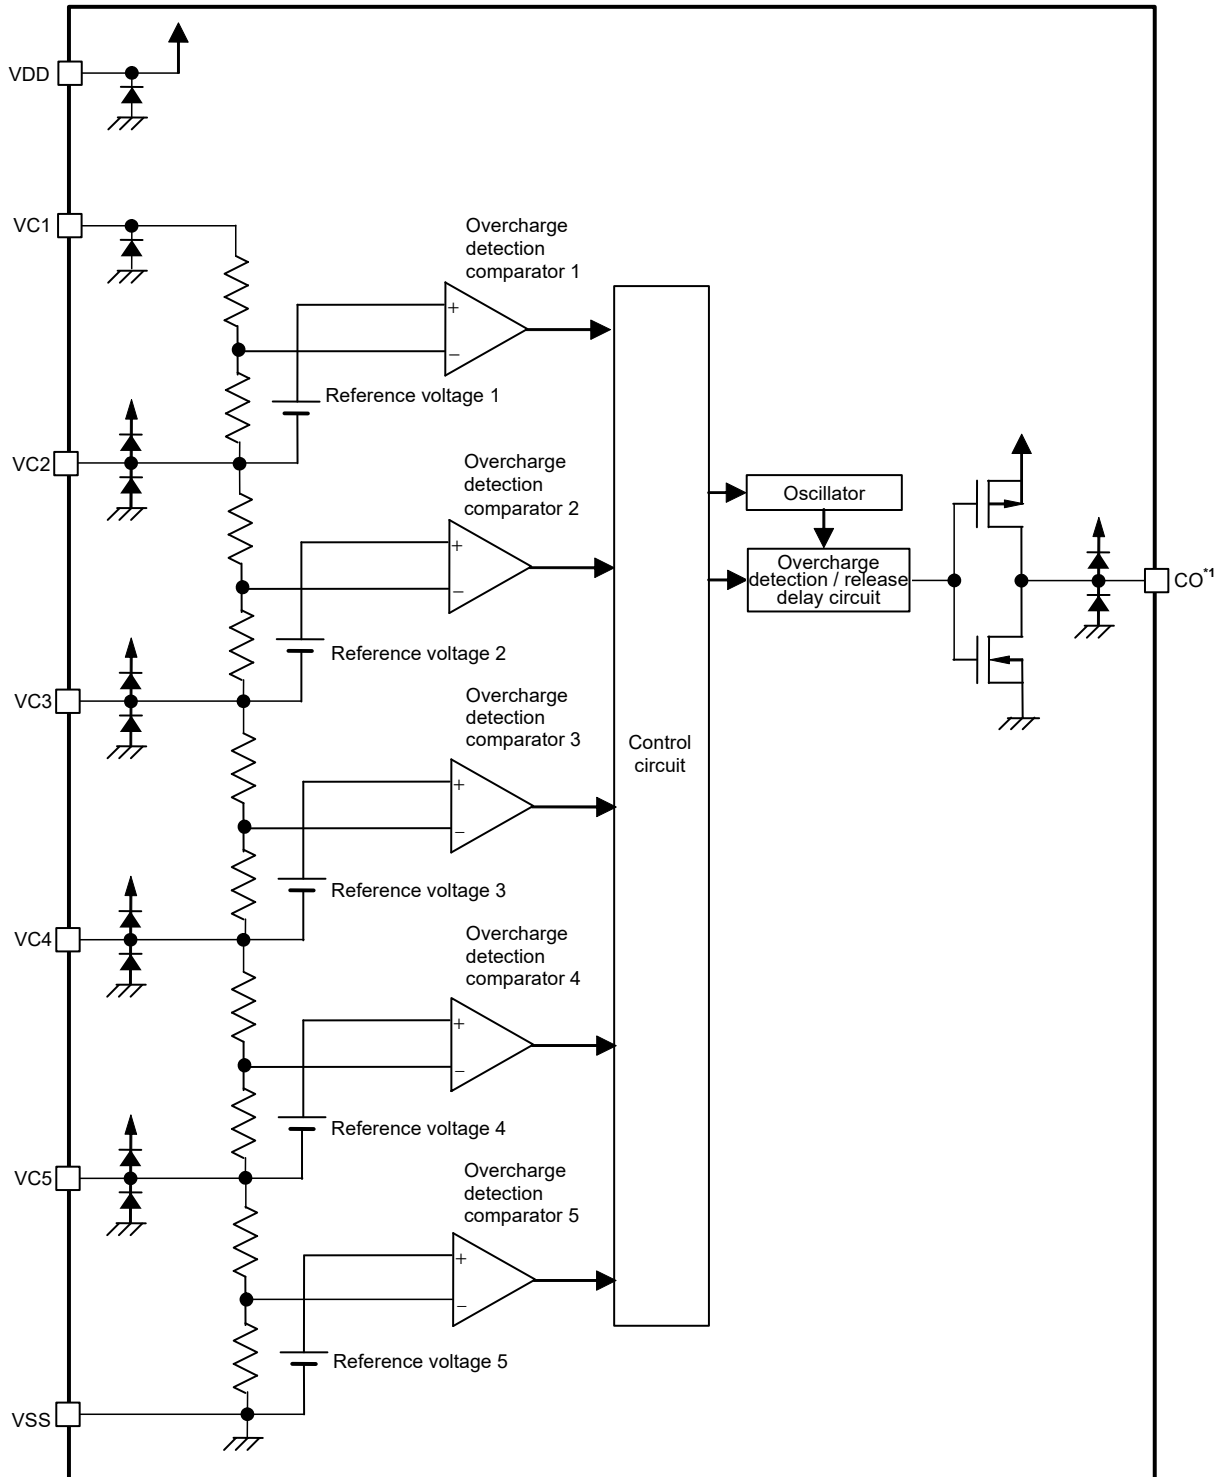 VDD
VC1
Overcharge
detection
comparator 1
+
−
Reference voltage 1
VC2
Overcharge
detection
comparator 2
+
−
Oscillator
Overcharge
detection / release
delay circuit
CO*1
Reference voltage 2
VC3
Overcharge
detection
comparator 3
+
−
Control
circuit
Reference voltage 3
VC4
Overcharge
detection
comparator 4
+
−
Reference voltage 4
VC5
Overcharge
detection
comparator 5
+
−
Reference voltage 5
VSS